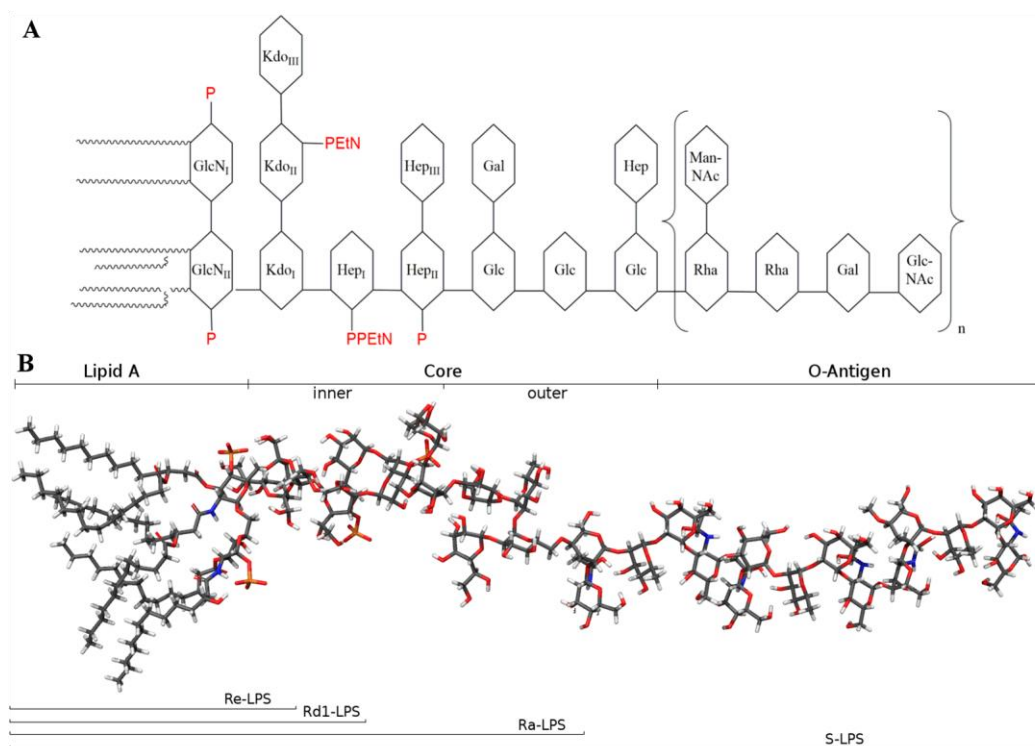 A
Kdo_III
P
GlcN_I
Kdo_II
PEtN
Hep_III
Gal
Hep
Man-
NAc
GlcN_II
Kdo_I
Hep_I
Hep_II
Glc
Glc
Glc
Rha
Rha
Gal
Glc-
NAc
P
PPEtN
P
n
B
Lipid A
Core
O-Antigen
inner
outer
Re-LPS
Rd1-LPS
Ra-LPS
S-LPS